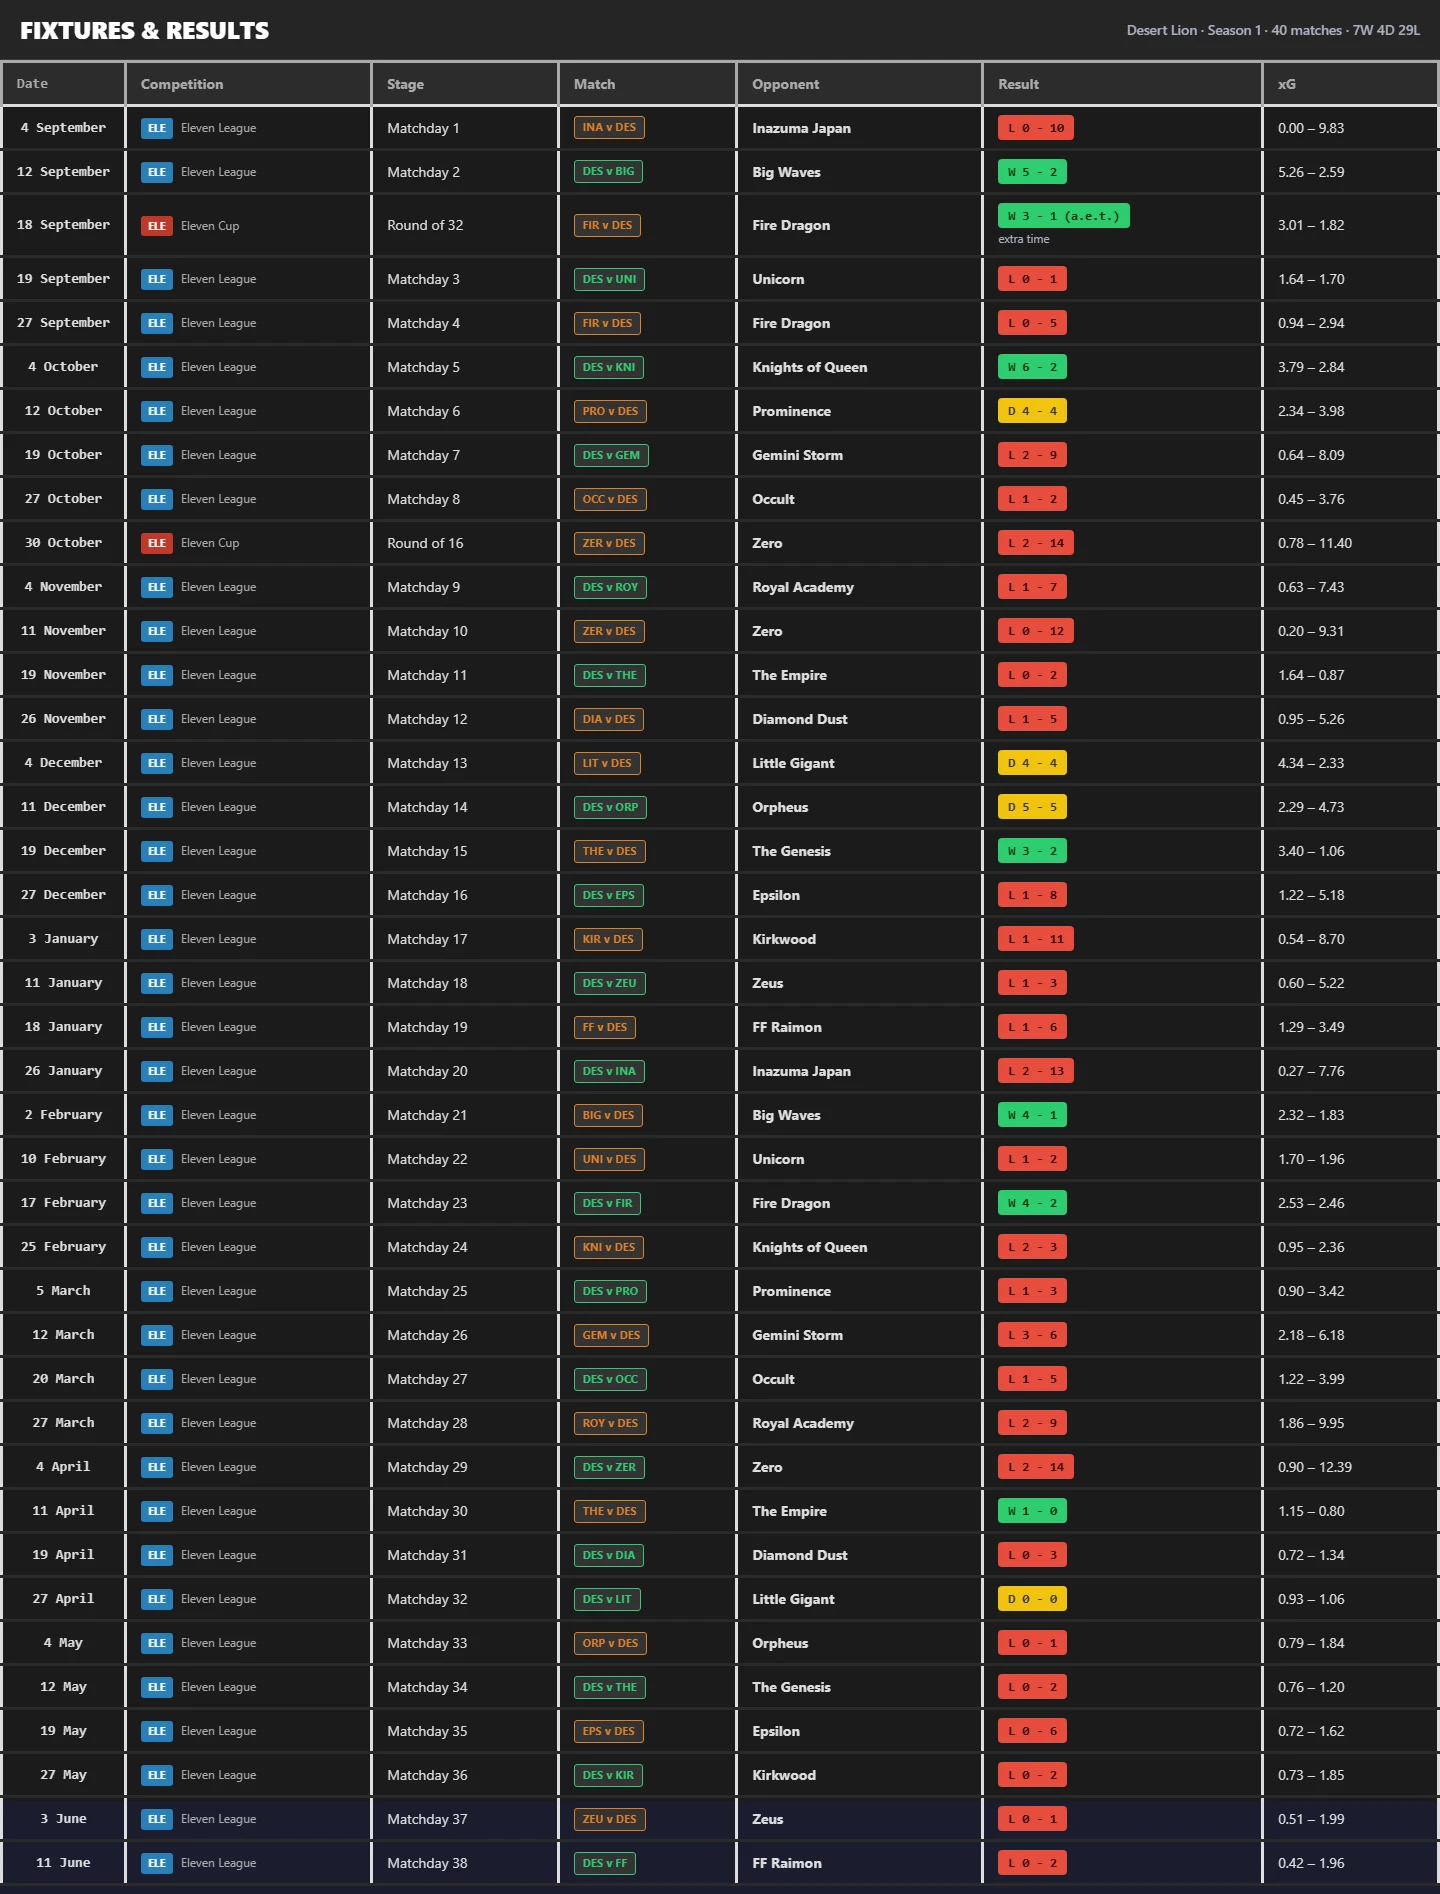 FIXTURES & RESULTS Desert Lion · Season 1 · 40 matches · 7W 4D 29L
Date Competition Stage Match Opponent Result xG
4 September ELE Eleven League Matchday 1 INA v DES Inazuma Japan L 0 - 10 0.00 – 9.83
12 September ELE Eleven League Matchday 2 DES v BIG Big Waves W 5 - 2 5.26 – 2.59
18 September ELE Eleven Cup Round of 32 FIR v DES Fire Dragon W 3 - 1 (a.e.t.) 3.01 – 1.82
extra time
19 September ELE Eleven League Matchday 3 DES v UNI Unicorn L 0 - 1 1.64 – 1.70
27 September ELE Eleven League Matchday 4 FIR v DES Fire Dragon L 0 - 5 0.94 – 2.94
4 October ELE Eleven League Matchday 5 DES v KNI Knights of Queen W 6 - 2 3.79 – 2.84
12 October ELE Eleven League Matchday 6 PRO v DES Prominence D 4 - 4 2.34 – 3.98
19 October ELE Eleven League Matchday 7 DES v GEM Gemini Storm L 2 - 9 0.64 – 8.09
27 October ELE Eleven League Matchday 8 OCC v DES Occult L 1 - 2 0.45 – 3.76
30 October ELE Eleven Cup Round of 16 ZER v DES Zero L 2 - 14 0.78 – 11.40
4 November ELE Eleven League Matchday 9 DES v ROY Royal Academy L 1 - 7 0.63 – 7.43
11 November ELE Eleven League Matchday 10 ZER v DES Zero L 0 - 12 0.20 – 9.31
19 November ELE Eleven League Matchday 11 DES v THE The Empire L 0 - 2 1.64 – 0.87
26 November ELE Eleven League Matchday 12 DIA v DES Diamond Dust L 1 - 5 0.95 – 5.26
4 December ELE Eleven League Matchday 13 LIT v DES Little Gigant D 4 - 4 4.34 – 2.33
11 December ELE Eleven League Matchday 14 DES v ORP Orpheus D 5 - 5 2.29 – 4.73
19 December ELE Eleven League Matchday 15 THE v DES The Genesis W 3 - 2 3.40 – 1.06
27 December ELE Eleven League Matchday 16 DES v EPS Epsilon L 1 - 8 1.22 – 5.18
3 January ELE Eleven League Matchday 17 KIR v DES Kirkwood L 1 - 11 0.54 – 8.70
11 January ELE Eleven League Matchday 18 DES v ZEU Zeus L 1 - 3 0.60 – 5.22
18 January ELE Eleven League Matchday 19 FF v DES FF Raimon L 1 - 6 1.29 – 3.49
26 January ELE Eleven League Matchday 20 DES v INA Inazuma Japan L 2 - 13 0.27 – 7.76
2 February ELE Eleven League Matchday 21 BIG v DES Big Waves W 4 - 1 2.32 – 1.83
10 February ELE Eleven League Matchday 22 UNI v DES Unicorn L 1 - 2 1.70 – 1.96
17 February ELE Eleven League Matchday 23 DES v FIR Fire Dragon W 4 - 2 2.53 – 2.46
25 February ELE Eleven League Matchday 24 KNI v DES Knights of Queen L 2 - 3 0.95 – 2.36
5 March ELE Eleven League Matchday 25 DES v PRO Prominence L 1 - 3 0.90 – 3.42
12 March ELE Eleven League Matchday 26 GEM v DES Gemini Storm L 3 - 6 2.18 – 6.18
20 March ELE Eleven League Matchday 27 DES v OCC Occult L 1 - 5 1.22 – 3.99
27 March ELE Eleven League Matchday 28 ROY v DES Royal Academy L 2 - 9 1.86 – 9.95
4 April ELE Eleven League Matchday 29 DES v ZER Zero L 2 - 14 0.90 – 12.39
11 April ELE Eleven League Matchday 30 THE v DES The Empire W 1 - 0 1.15 – 0.80
19 April ELE Eleven League Matchday 31 DES v DIA Diamond Dust L 0 - 3 0.72 – 1.34
27 April ELE Eleven League Matchday 32 DES v LIT Little Gigant D 0 - 0 0.93 – 1.06
4 May ELE Eleven League Matchday 33 ORP v DES Orpheus L 0 - 1 0.79 – 1.84
12 May ELE Eleven League Matchday 34 DES v THE The Genesis L 0 - 2 0.76 – 1.20
19 May ELE Eleven League Matchday 35 EPS v DES Epsilon L 0 - 6 0.72 – 1.62
27 May ELE Eleven League Matchday 36 DES v KIR Kirkwood L 0 - 2 0.73 – 1.85
3 June ELE Eleven League Matchday 37 ZEU v DES Zeus L 0 - 1 0.51 – 1.99
11 June ELE Eleven League Matchday 38 DES v FF FF Raimon L 0 - 2 0.42 – 1.96